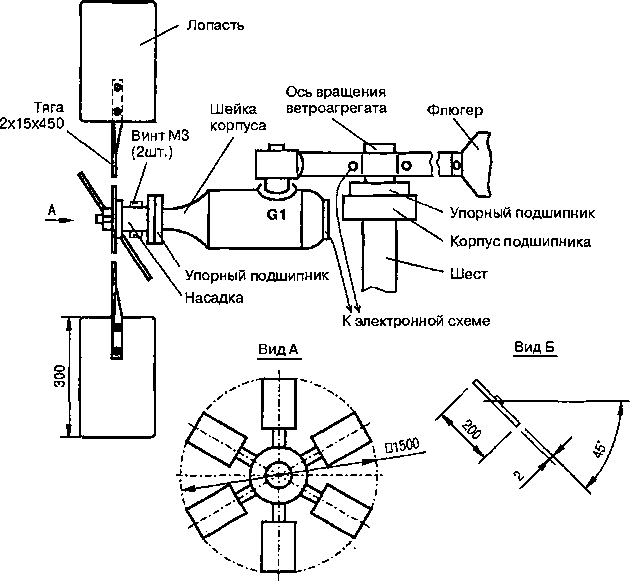 Лопасть
Тяга
2х15х450
Винт М3
(2шт.)
Шейка
корпуса
Ось вращения
ветроагрегата
Флюгер
А
G1
Упорный подшипник
Корпус подшипника
Упорный подшипник
Насадка
Шест
К электронной схеме
300
Вид А
Вид Б
□1500
200
2
45°